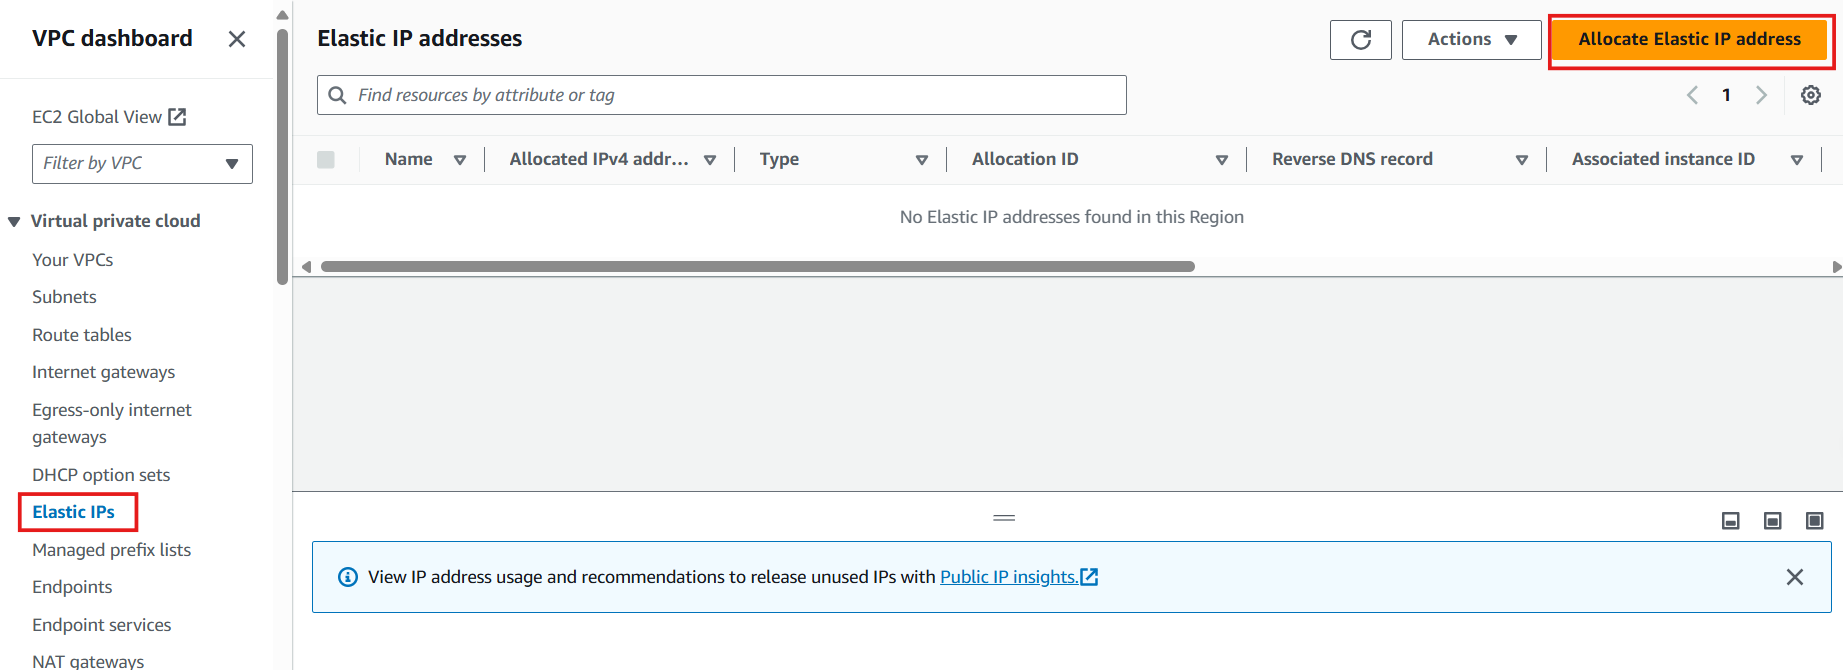 VPC dashboard
EC2 Global View
Filter by VPC
Virtual private cloud
Your VPCs
Subnets
Route tables
Internet gateways
Egress-only internet
gateways
DHCP option sets
Elastic IPs
Managed prefix lists
Endpoints
Endpoint services
NAT gateways
Elastic IP addresses
Actions
Allocate Elastic IP address
Find resources by attribute or tag
1
Name Allocated IPv4 addr... Type Allocation ID Reverse DNS record Associated instance ID
No Elastic IP addresses found in this Region
View IP address usage and recommendations to release unused IPs with Public IP insights.